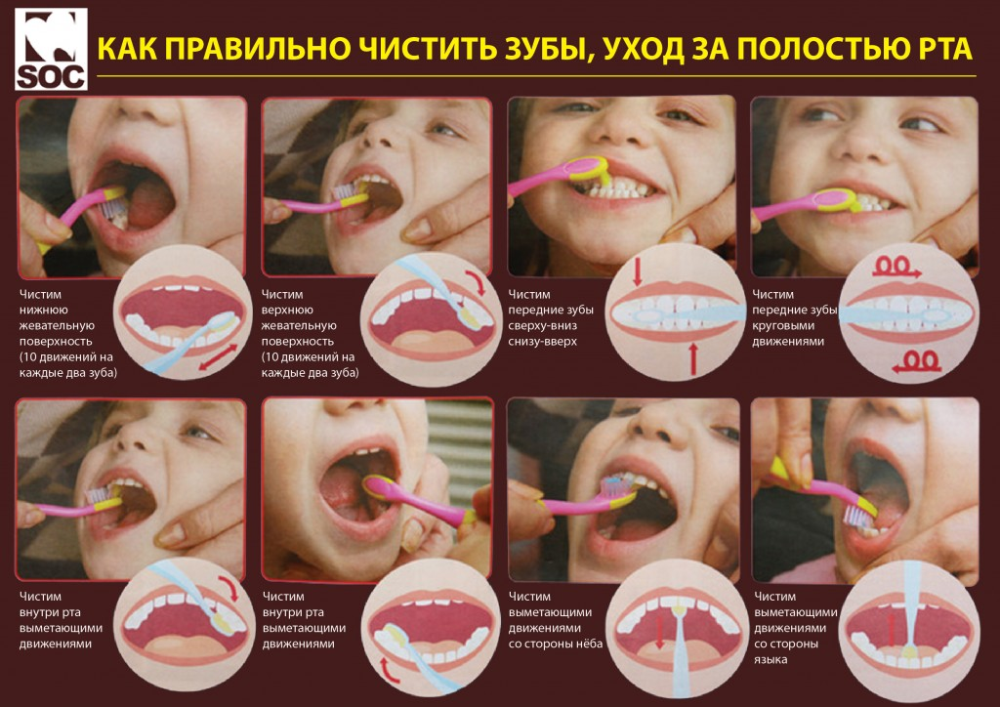 SOC
КАК ПРАВИЛЬНО ЧИСТИТЬ ЗУБЫ, УХОД ЗА ПОЛОСТЬЮ РТА
Чистим
нижнюю
жевательную
поверхность
(10 движений на
каждые два зуба)
Чистим
верхнюю
жевательную
поверхность
(10 движений на
каждые два зуба)
Чистим
передние зубы
сверху-вниз
снизу-вверх
Чистим
передние зубы
круговыми
движениями
Чистим
внутри рта
выметающими
движениями
Чистим
внутри рта
выметающими
движениями
Чистим
выметающими
движениями
со стороны нёба
Чистим
выметающими
движениями
со стороны
языка